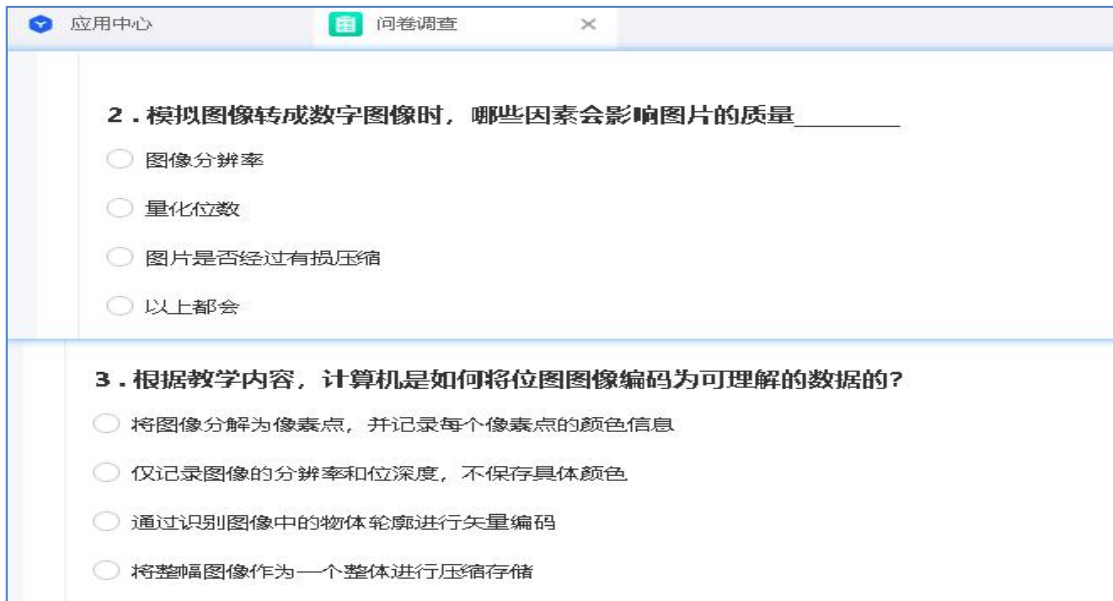 应用中心
问卷调查
2.模拟图像转成数字图像时，哪些因素会影响图片的质量________
图像分辨率
量化位数
图片是否经过有损压缩
以上都会
3.根据教学内容，计算机是如何将位图图像编码为可理解的数据的?
将图像分解为像素点，并记录每个像素点的颜色信息
仅记录图像的分辨率和位深度，不保存具体颜色
通过识别图像中的物体轮廓进行矢量编码
将整幅图像作为一个整体进行压缩存储